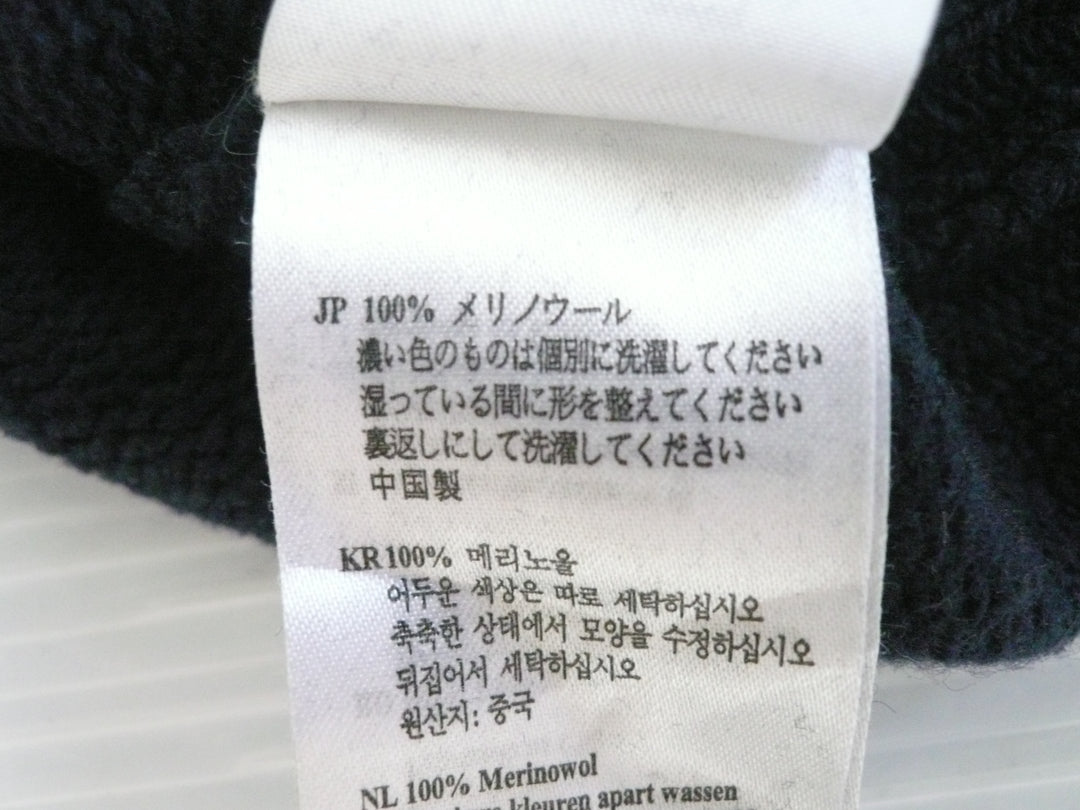 JP 100% メリノウール
濃い色のものは個別に洗濯してください
湿っている間に形を整えてください
裏返しにして洗濯してください
中国製
KR100% 메리노울
어두운 색상은 따로 세탁하십시오
축축한 상태에서 모양을 수정하십시오
뒤집어서 세탁하십시오
원산지: 중국
NL 100% Merinowol
kleuren apart wassen